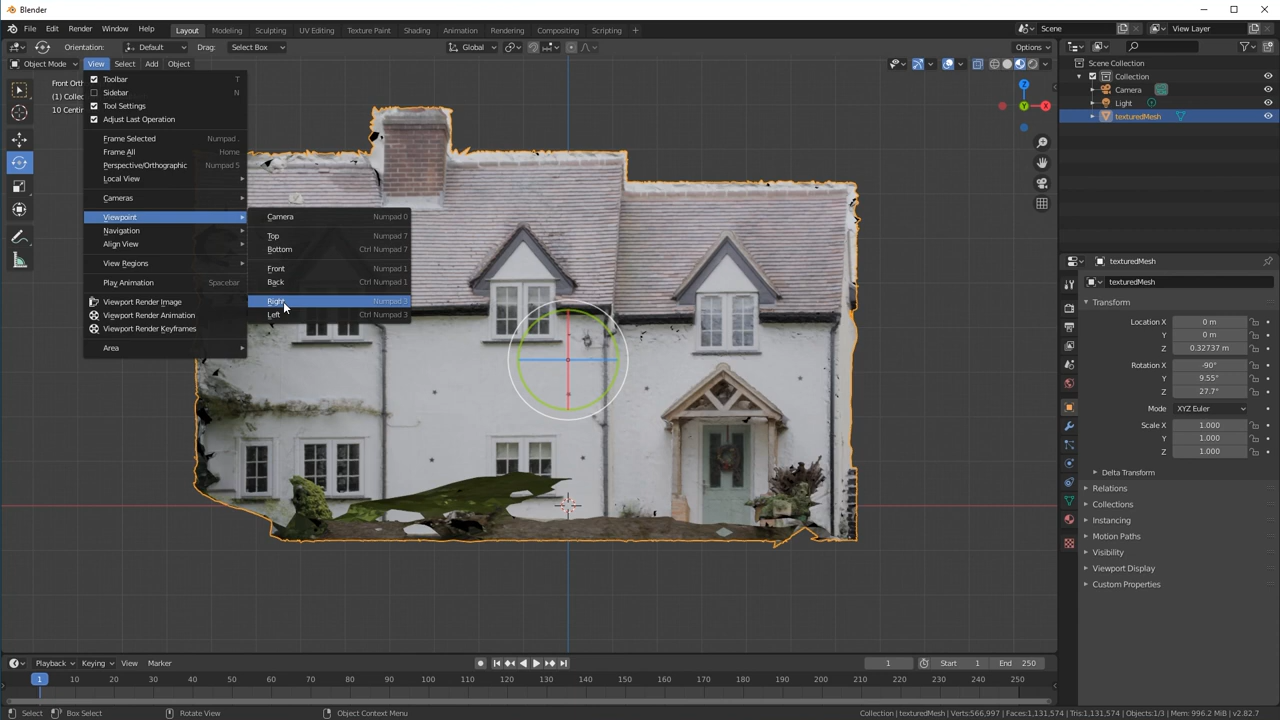 Blender
File Edit Render Window Help
Layout Modeling Sculpting UV Editing Texture Paint Shading Animation Rendering Compositing Scripting +
Scene View Layer
Orientation: Default Drag: Select Box Global Options
Object Mode View Select Add Object
Front Ort
(1) Collec
10 Centin
Toolbar T
Sidebar N
Tool Settings
Adjust Last Operation
Frame Selected Numpad .
Frame All Home
Perspective/Orthographic Numpad 5
Local View
Cameras
Viewpoint
Navigation
Align View
View Regions
Play Animation Spacebar
Viewport Render Image
Viewport Render Animation
Viewport Render Keyframes
Area
Camera Numpad 0
Top Numpad 7
Bottom Ctrl Numpad 7
Front Numpad 1
Back Ctrl Numpad 1
Right Numpad 3
Left Ctrl Numpad 3
Z
Y X
Scene Collection
Collection
Camera
Light
texturedMesh
texturedMesh
texturedMesh
Transform
Location X 0 m
Y 0 m
Z 0.32737 m
Rotation X -90°
Y 9.55°
Z 27.7°
Mode XYZ Euler
Scale X 1.000
Y 1.000
Z 1.000
Delta Transform
Relations
Collections
Instancing
Motion Paths
Visibility
Viewport Display
Custom Properties
Playback Keying View Marker 1 Start 1 End 250
1 10 20 30 40 50 60 70 80 90 100 110 120 130 140 150 160 170 180 190 200 210 220 230 240 250
Select Box Select Rotate View Object Context Menu Collection | texturedMesh | Verts:566,997 | Faces:1,131,574 | Tris:1,131,574 | Objects:1/3 | Mem: 996.2 MiB | v2.82.7